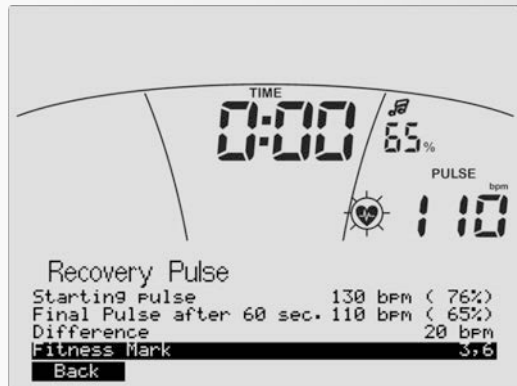 TIME
0:00
65%
PULSE
bpm
110
Recovery Pulse
Starting pulse 130 bpm ( 76%)
Final Pulse after 60 sec. 110 bpm ( 65%)
Difference 20 bpm
Fitness Mark 3,6
Back